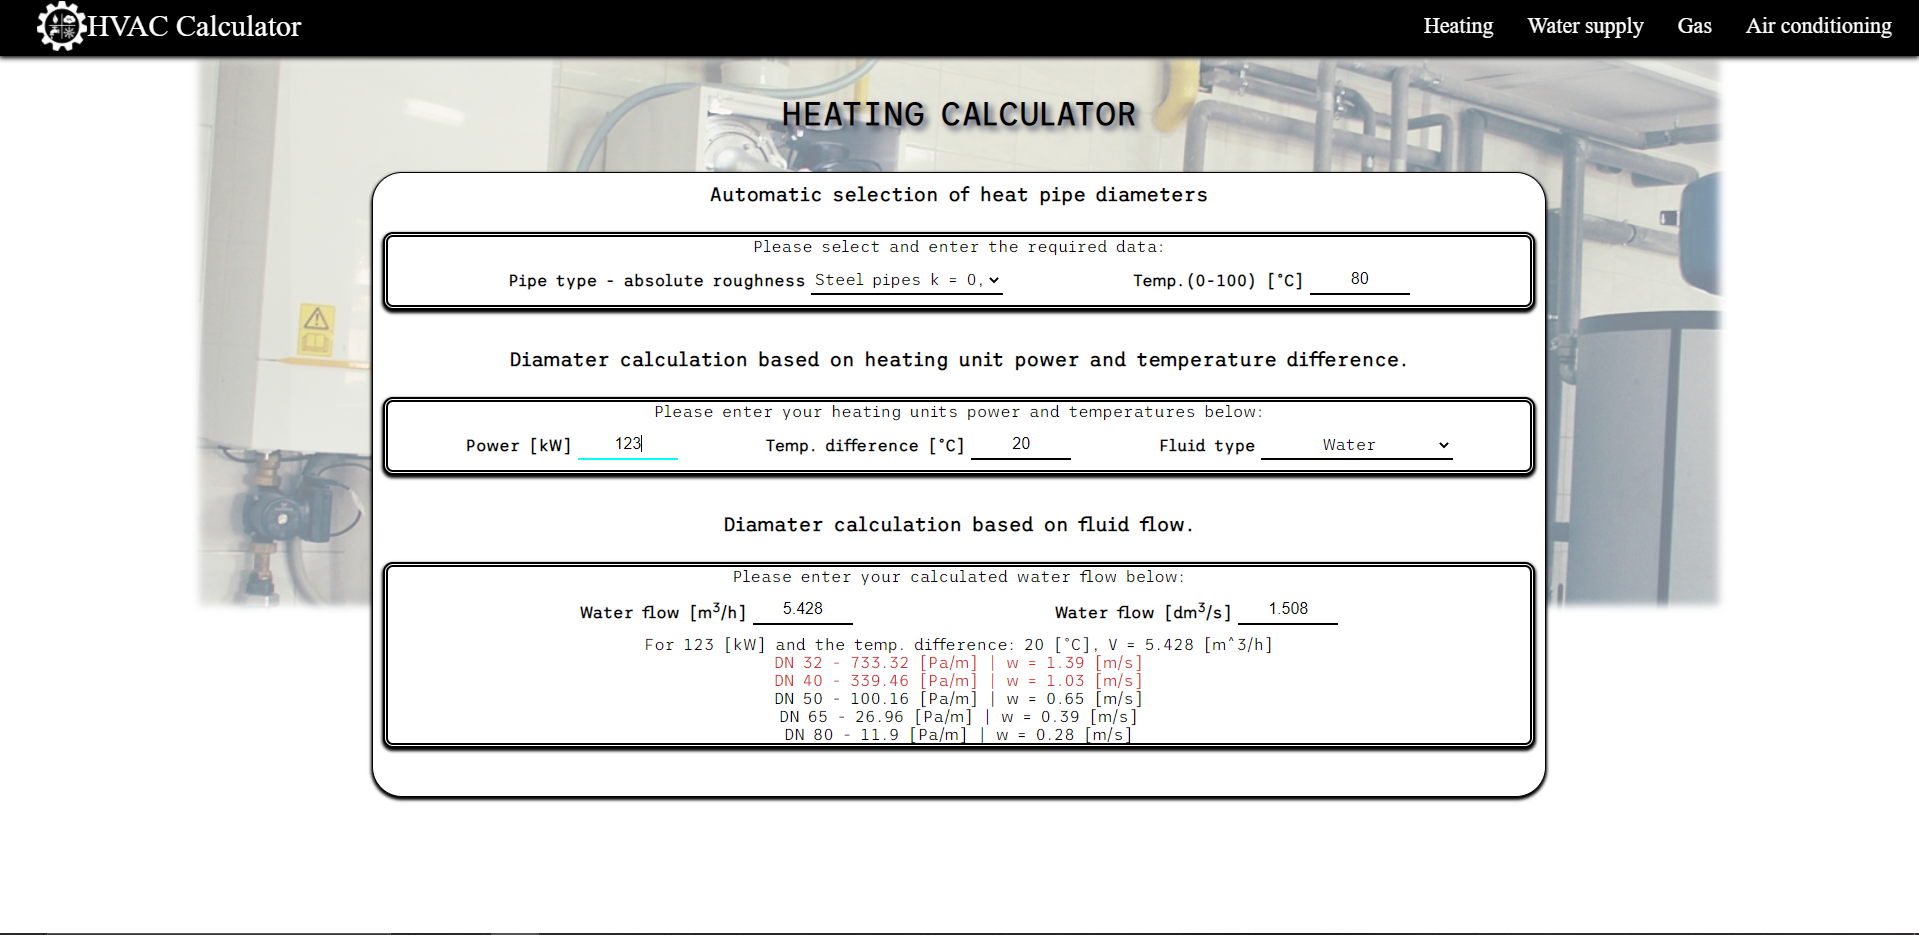 HVAC Calculator
Heating Water supply Gas Air conditioning
HEATING CALCULATOR
Automatic selection of heat pipe diameters
Please select and enter the required data:
Pipe type - absolute roughness Steel pipes k = 0, Temp.(0-100) [°C] 80
Diamater calculation based on heating unit power and temperature difference.
Please enter your heating units power and temperatures below:
Power [kW] 123 Temp. difference [°C] 20 Fluid type Water
Diamater calculation based on fluid flow.
Please enter your calculated water flow below:
Water flow [m³/h] 5.428 Water flow [dm³/s] 1.508
For 123 [kW] and the temp. difference: 20 [°C], V = 5.428 [m^3/h]
DN 32 - 733.32 [Pa/m] | w = 1.39 [m/s]
DN 40 - 339.46 [Pa/m] | w = 1.03 [m/s]
DN 50 - 100.16 [Pa/m] | w = 0.65 [m/s]
DN 65 - 26.96 [Pa/m] | w = 0.39 [m/s]
DN 80 - 11.9 [Pa/m] | w = 0.28 [m/s]